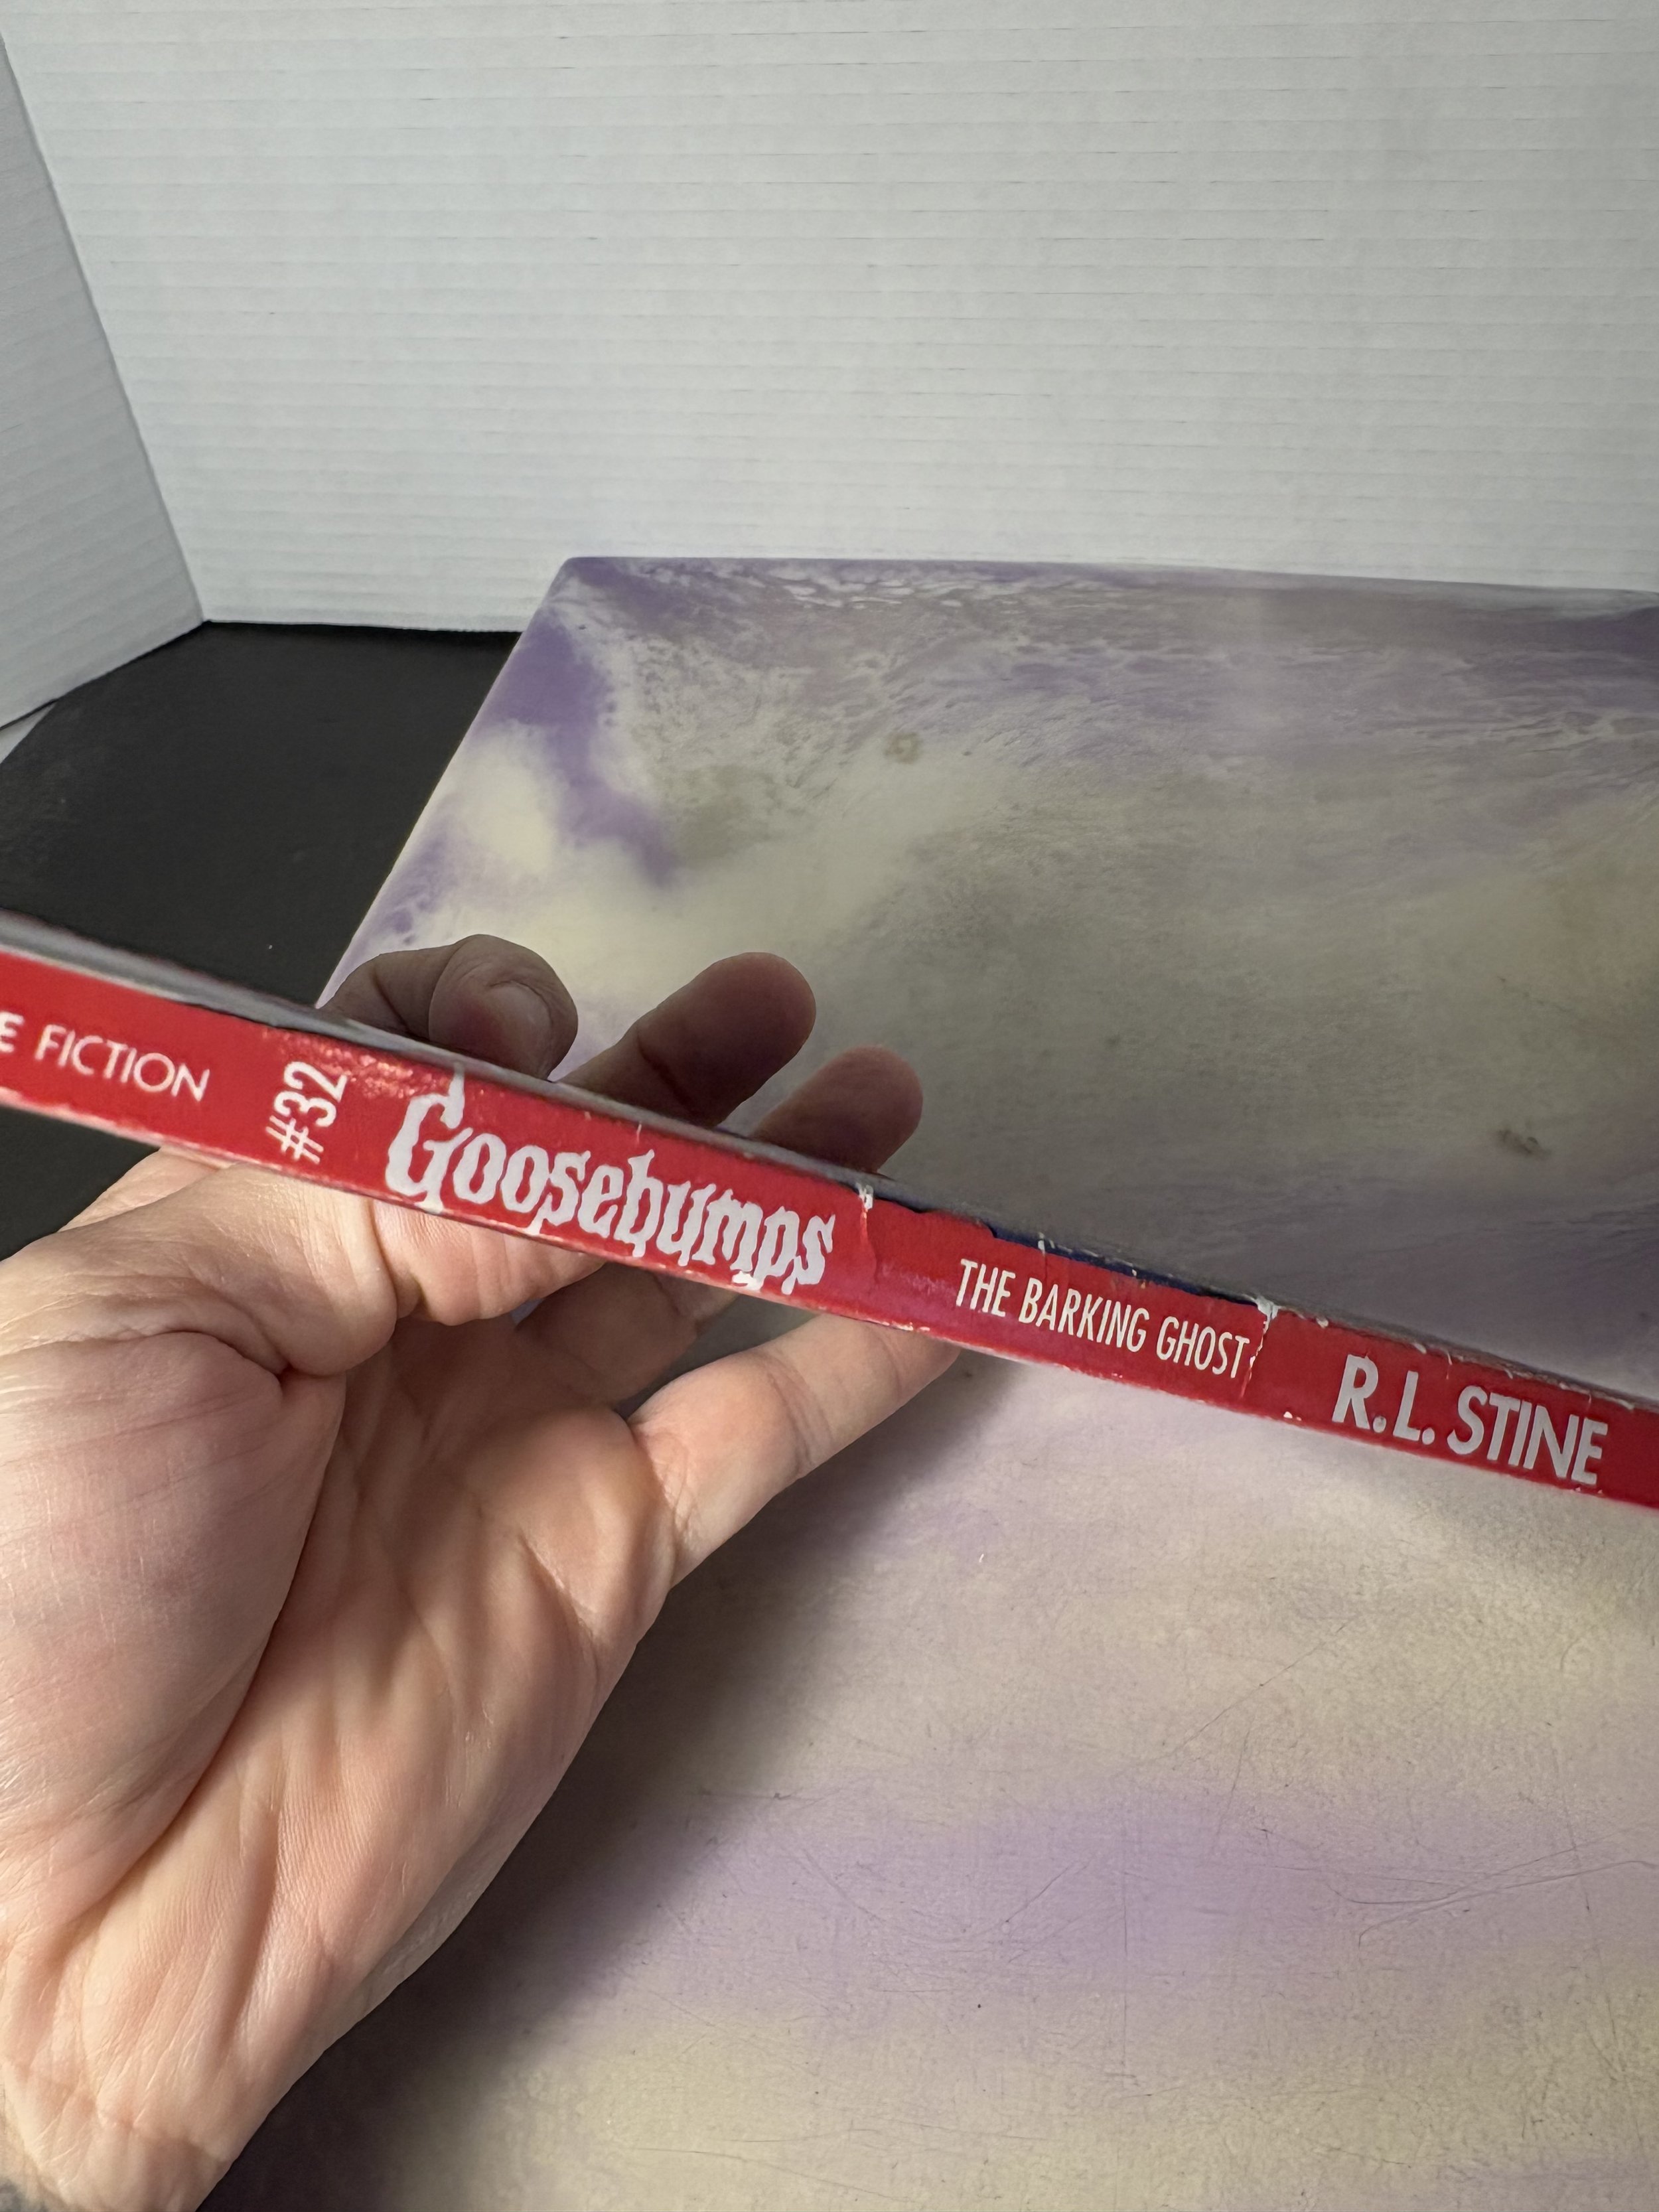 FICTION
#32
Goosebumps
THE BARKING GHOST
R.L. STINE